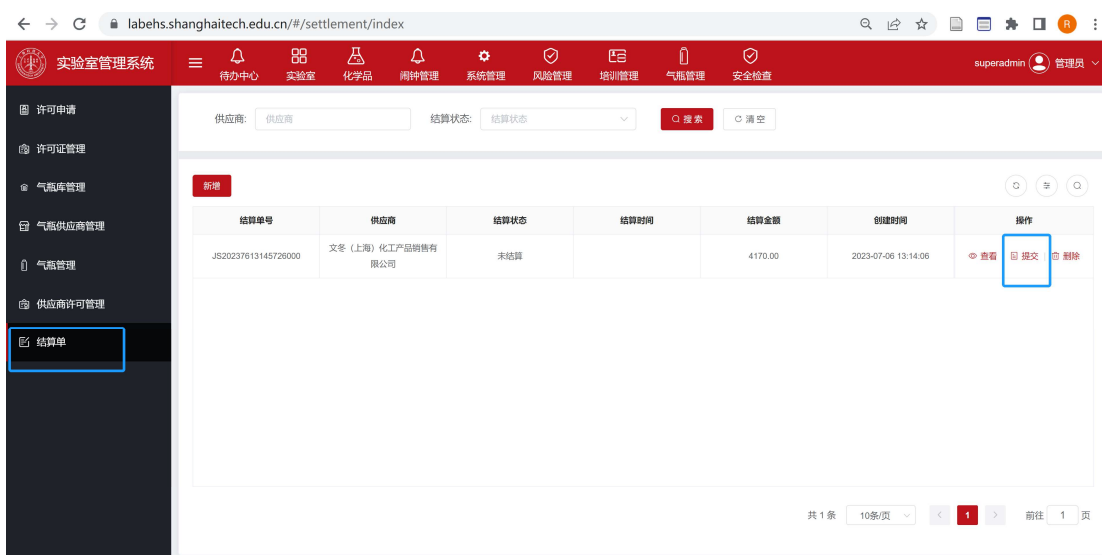 labehs.shanghaitech.edu.cn/#/settlement/index
R
实验室管理系统
待办中心 实验室 化学品 闹钟管理 系统管理 风险管理 培训管理 气瓶管理 安全检查
superadmin 管理员
许可申请
许可证管理
气瓶库管理
气瓶供应商管理
气瓶管理
供应商许可管理
结算单
供应商: 供应商 结算状态: 结算状态 搜索 清空
新增
结算单号 供应商 结算状态 结算时间 结算金额 创建时间 操作
JS20237613145726000 文冬（上海）化工产品销售有限公司 未结算 4170.00 2023-07-06 13:14:06 查看 提交 删除
共 1 条 10条/页 1 前往 1 页